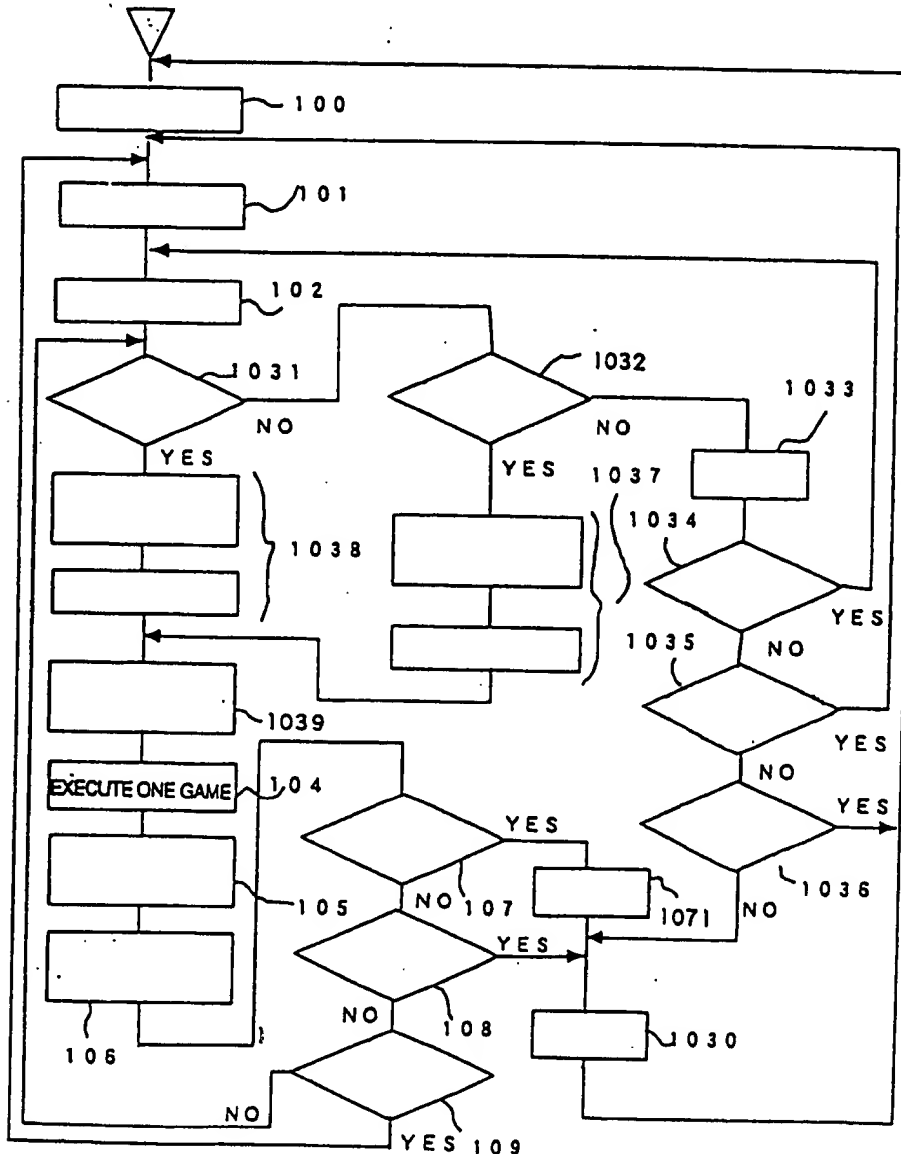 100
101
102
1031
NO
YES
1032
NO
YES
1033
1037
1034
YES
NO
1038
1035
YES
NO
1039
EXECUTE ONE GAME
104
YES
1036
NO
YES
107
NO
1071
105
YES
108
NO
106
1030
NO
YES
109